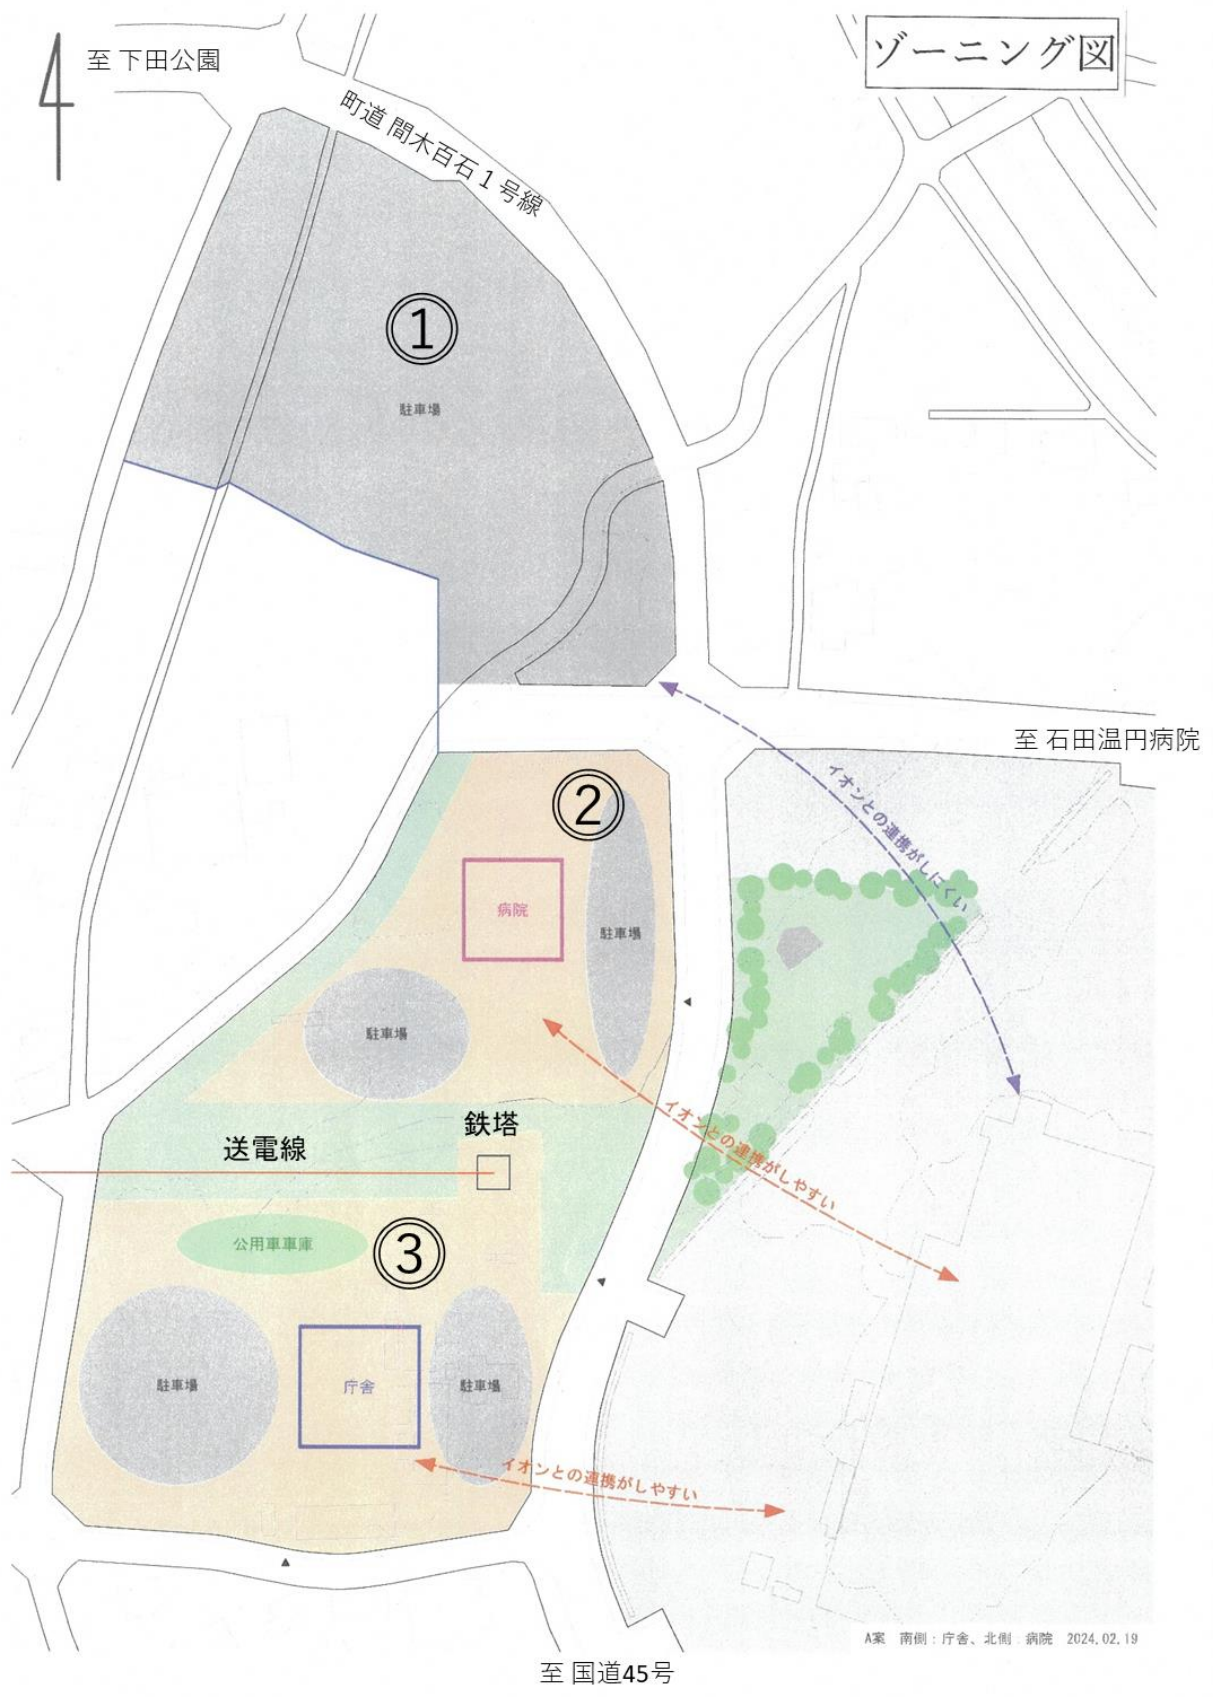 ゾーニング図
至 下田公園
町道 間木百石1号線
①
駐車場
至 石田温円病院
イオンとの連携がしにくい
②
病院
駐車場
駐車場
イオンとの連携がしやすい
鉄塔
送電線
公用車車庫
③
駐車場
庁舎
駐車場
イオンとの連携がしやすい
A案 南側：庁舎、北側：病院 2024.02.19
至 国道45号